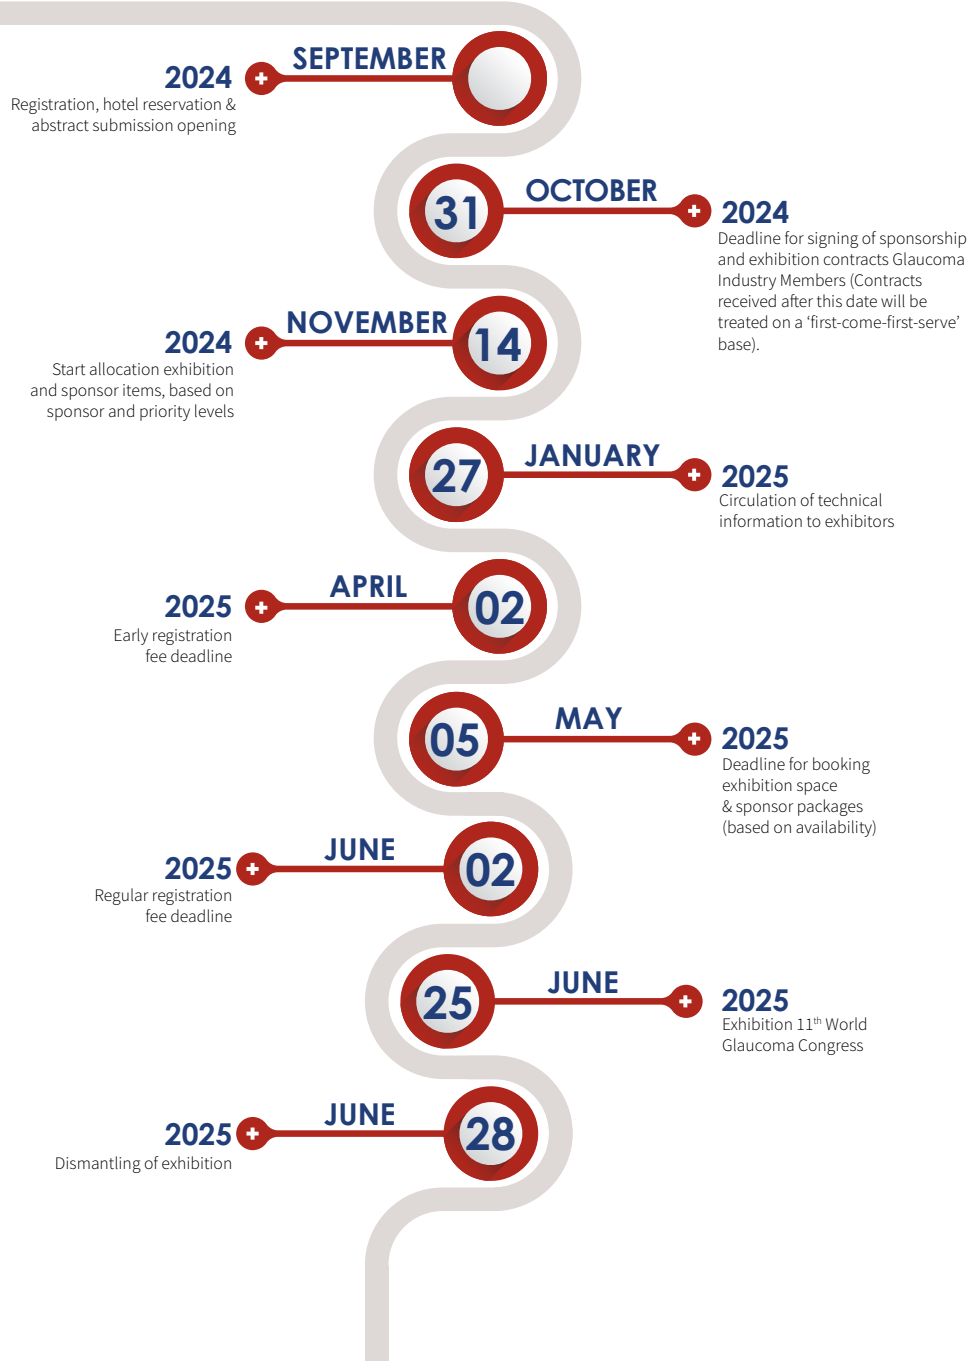 SEPTEMBER
2024
Registration, hotel reservation &
abstract submission opening
31
OCTOBER
2024
Deadline for signing of sponsorship
and exhibition contracts Glaucoma
Industry Members (Contracts
received after this date will be
treated on a ‘first-come-first-serve’
base).
NOVEMBER
14
2024
Start allocation exhibition
and sponsor items, based on
sponsor and priority levels
27
JANUARY
2025
Circulation of technical
information to exhibitors
APRIL
02
2025
Early registration
fee deadline
05
MAY
2025
Deadline for booking
exhibition space
& sponsor packages
(based on availability)
JUNE
02
2025
Regular registration
fee deadline
25
JUNE
2025
Exhibition 11th World
Glaucoma Congress
JUNE
28
2025
Dismantling of exhibition